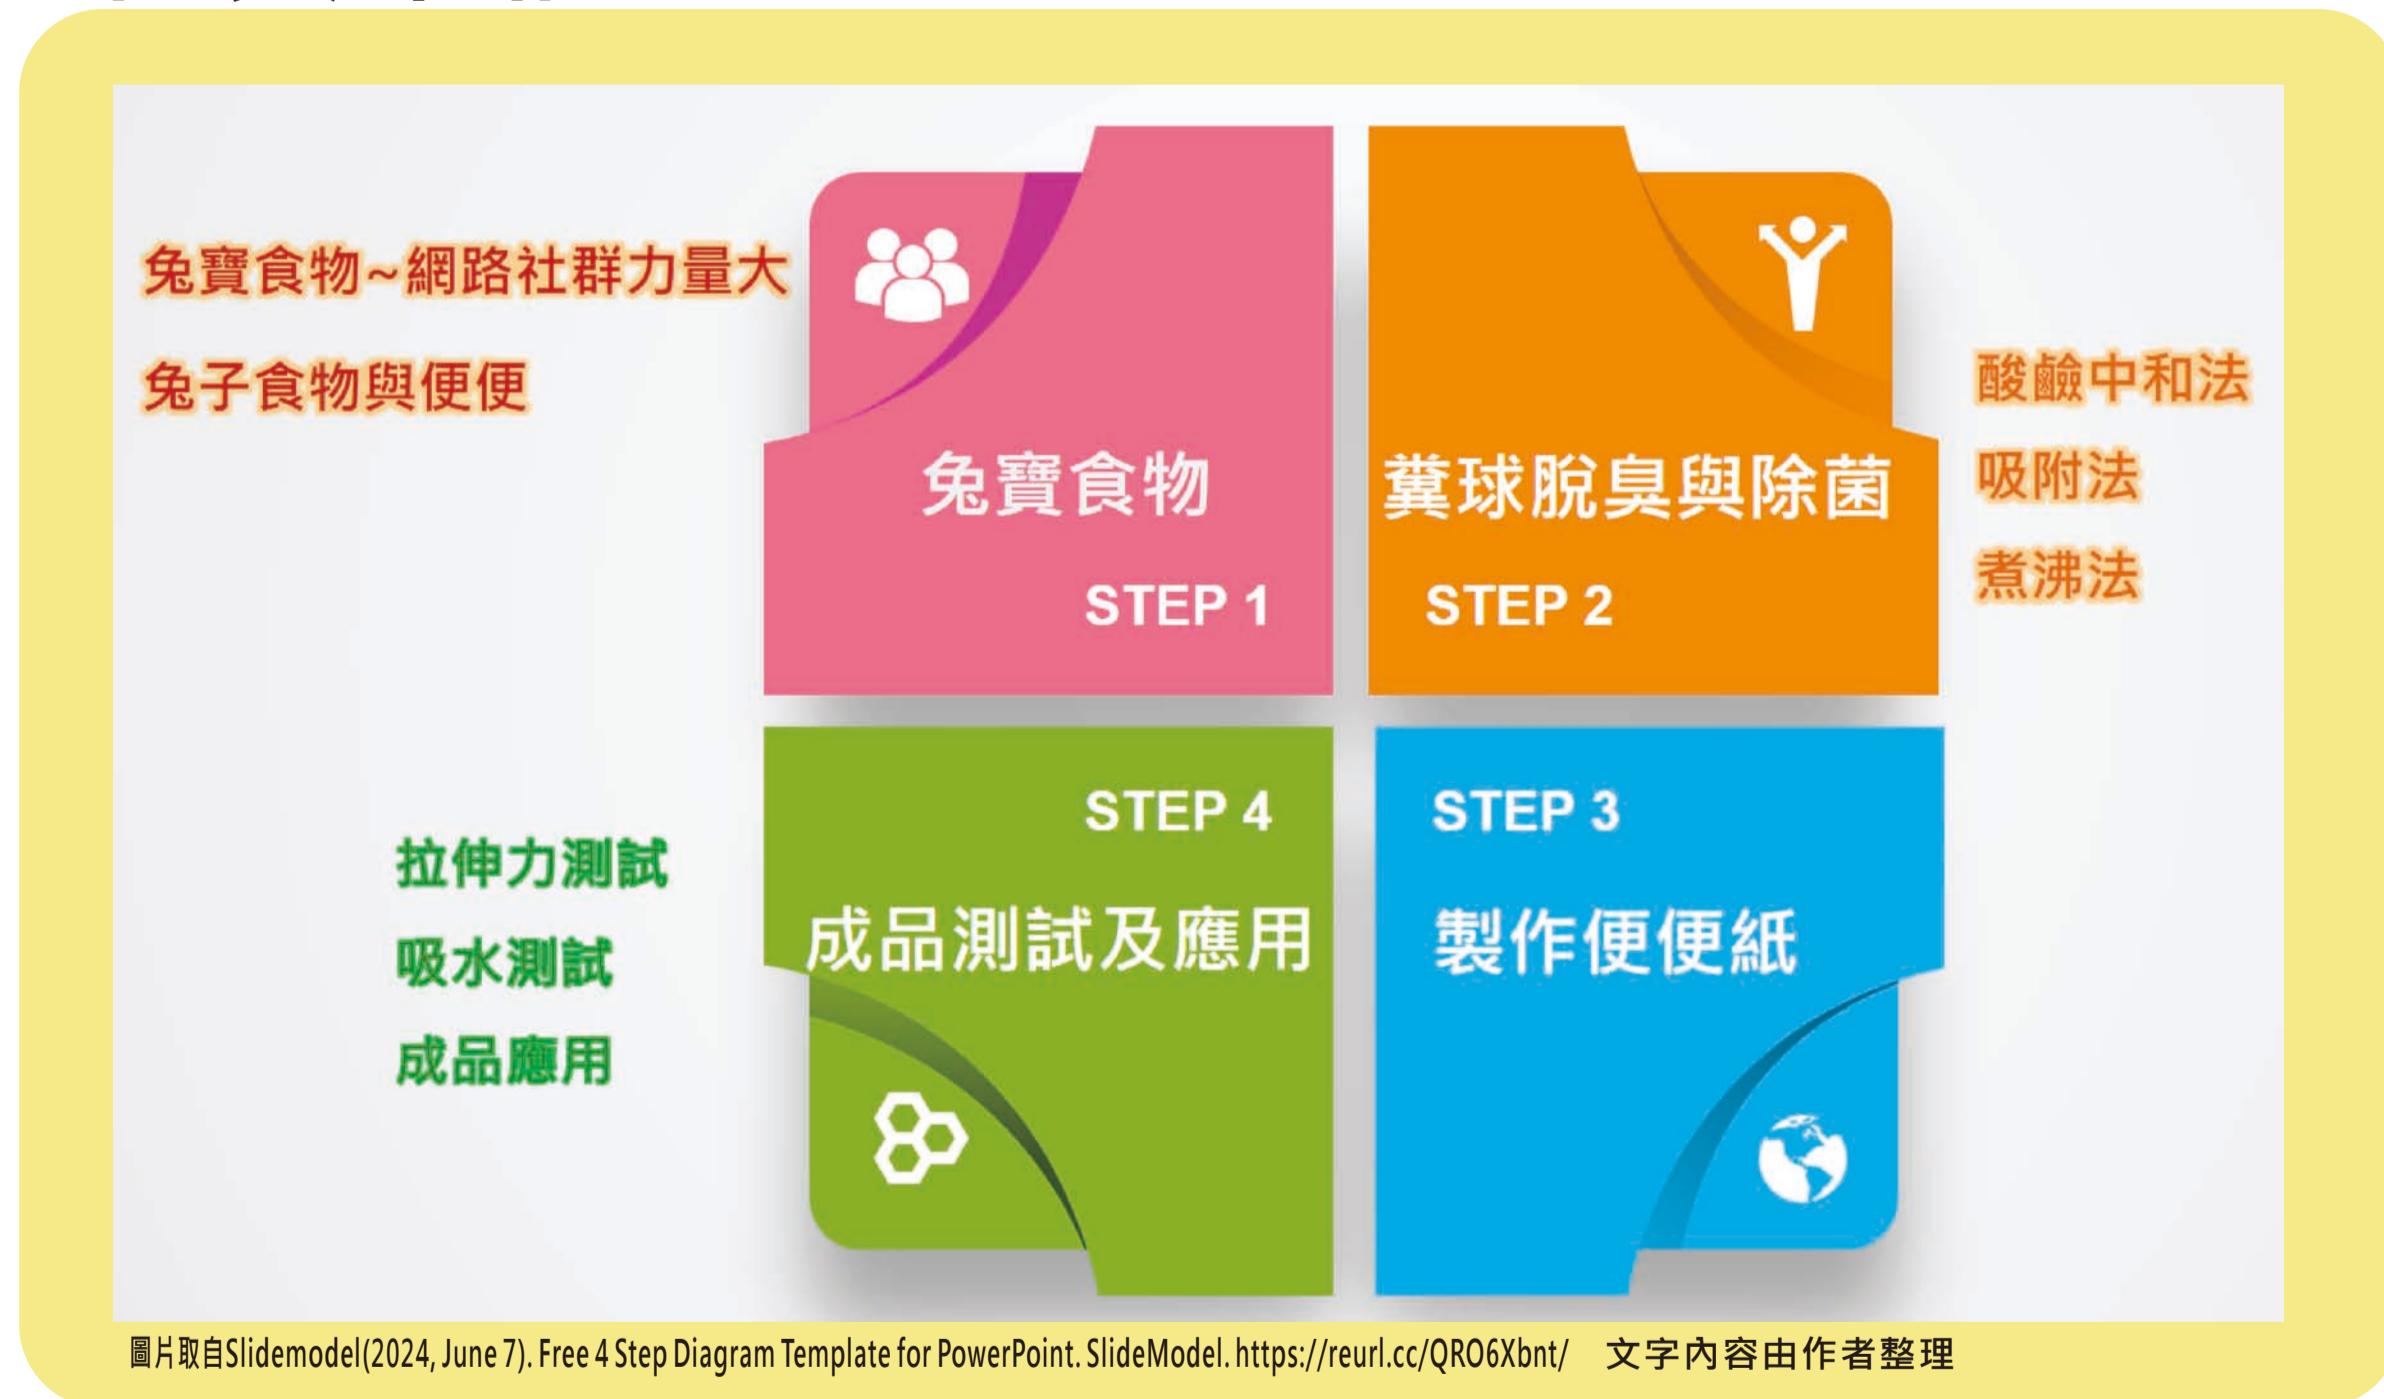 兔寶食物~網路社群力量大
兔子食物與便便
兔寶食物
STEP 1
糞球脫臭與除菌
STEP 2
酸鹼中和法
吸附法
煮沸法
STEP 3
製作便便紙
STEP 4
成品測試及應用
拉伸力測試
吸水測試
成品應用
圖片取自Slidemodel(2024, June 7). Free 4 Step Diagram Template for PowerPoint. SlideModel. https://reurl.cc/QRO6Xbnt/ 文字內容由作者整理